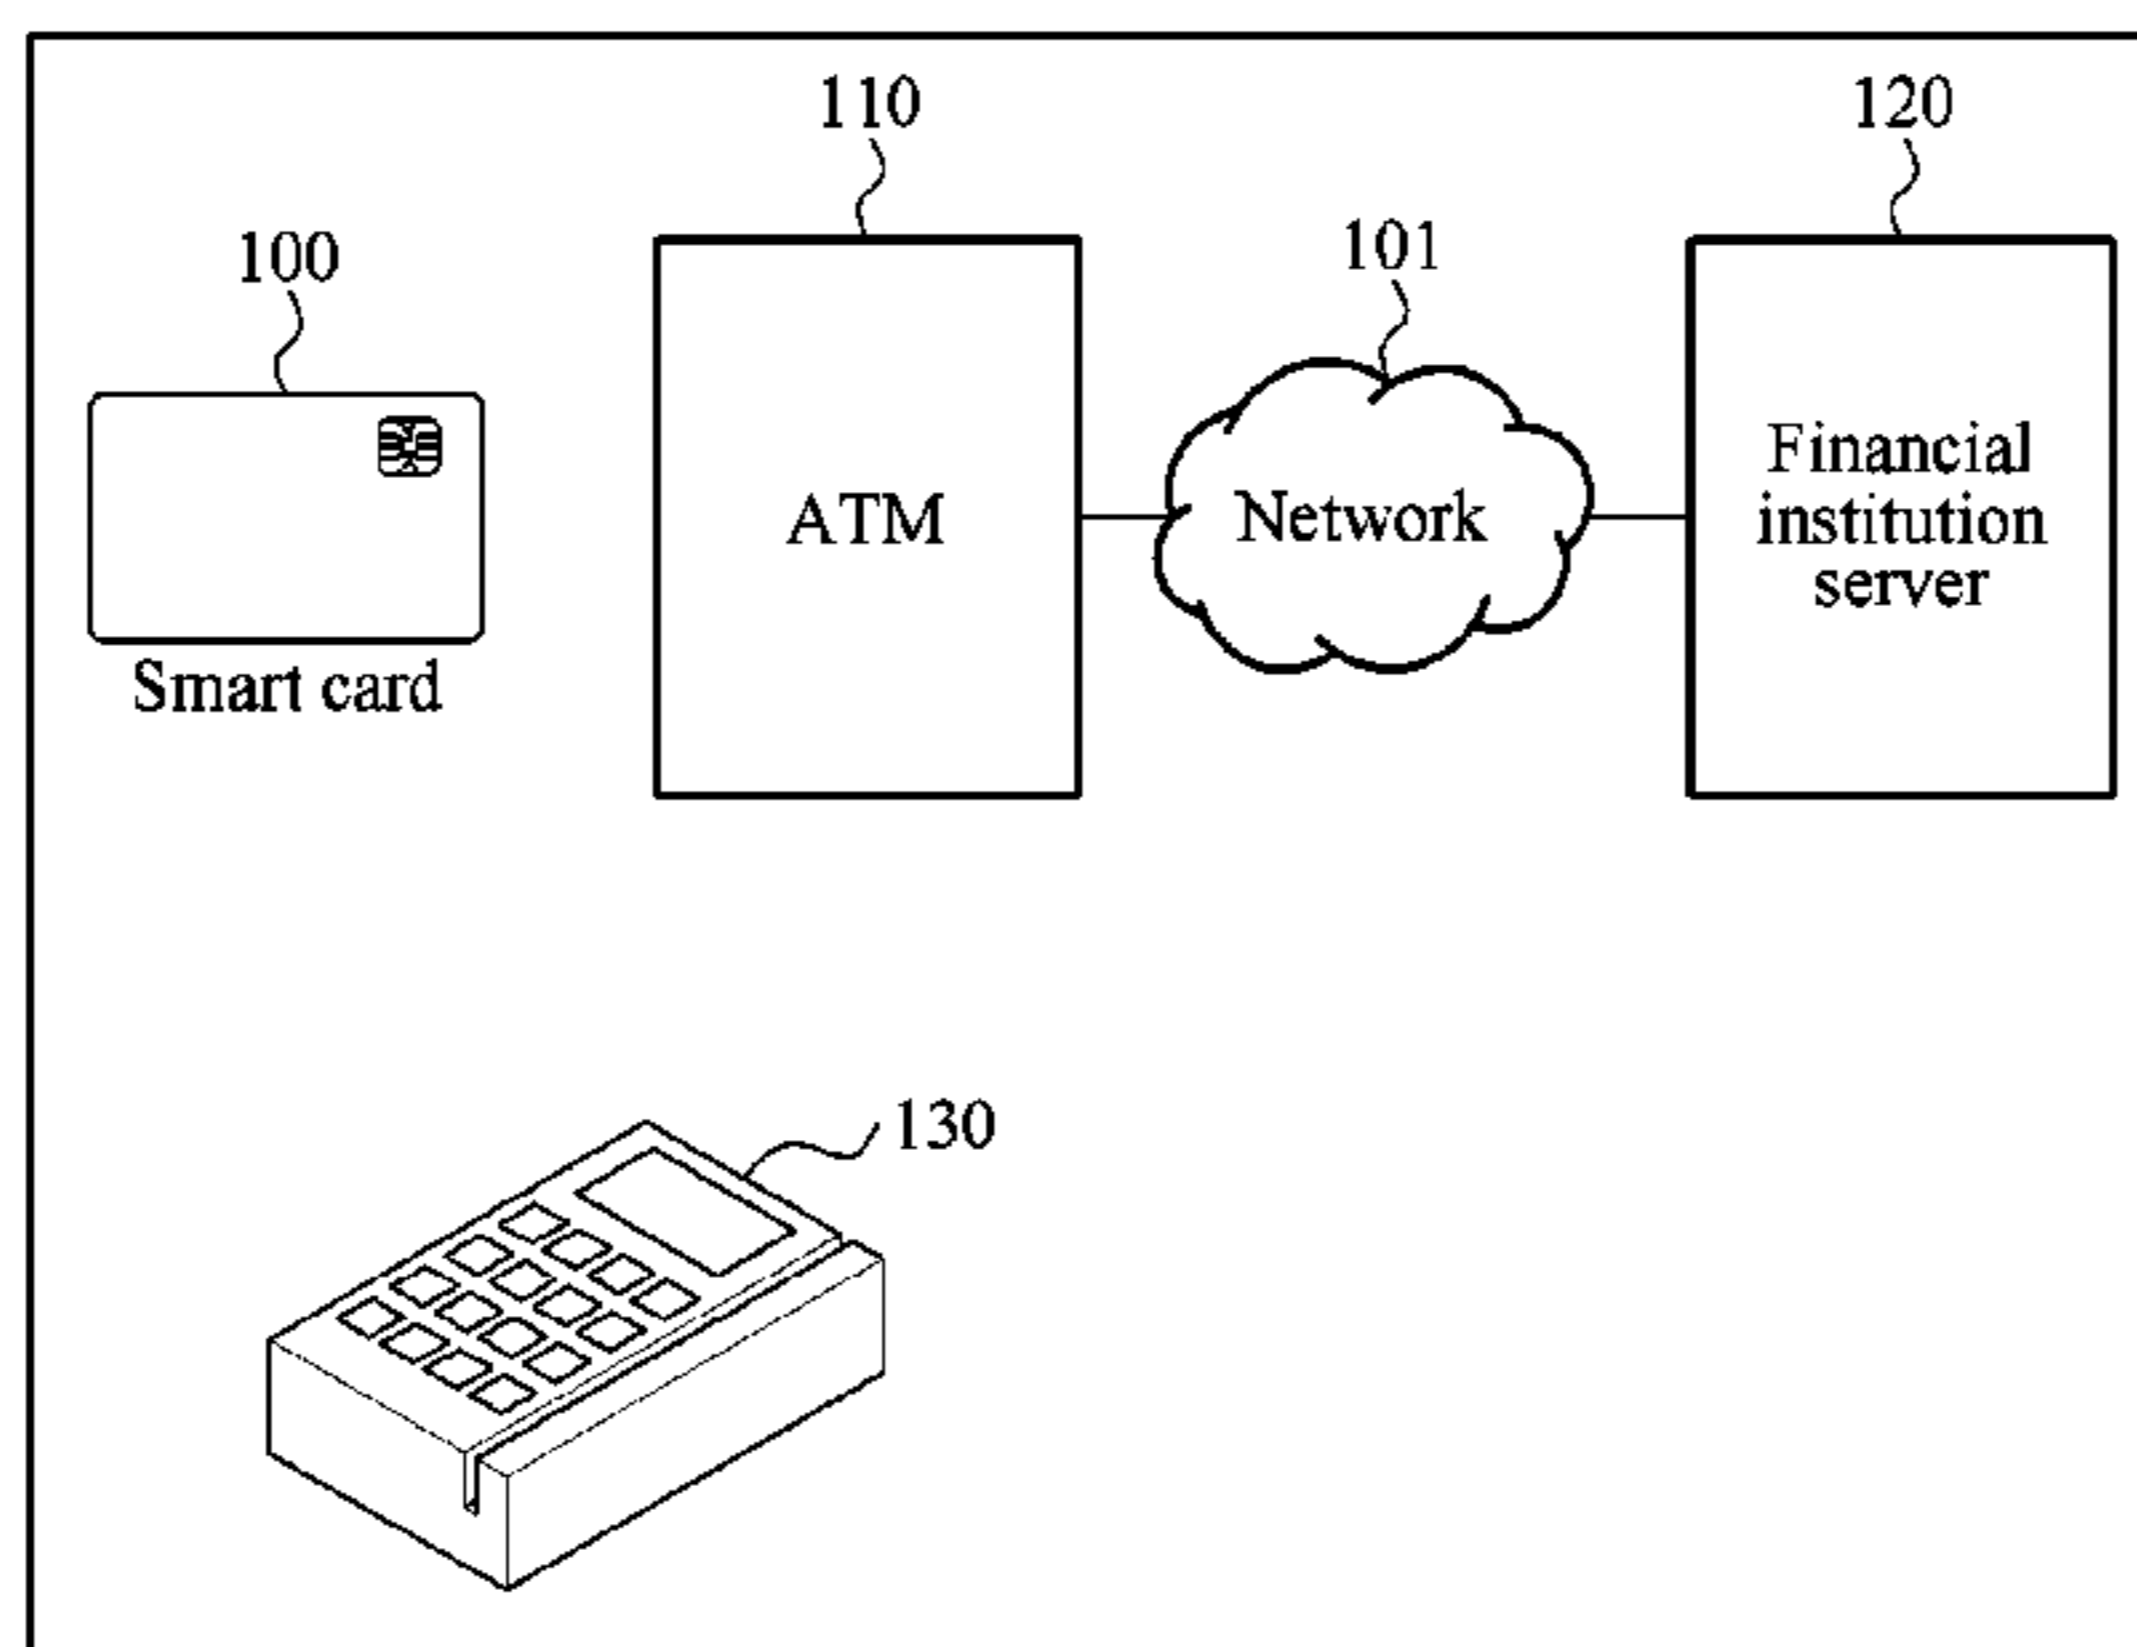 110
120
100
101
ATM
Network
Financial
institution
server
Smart card
130